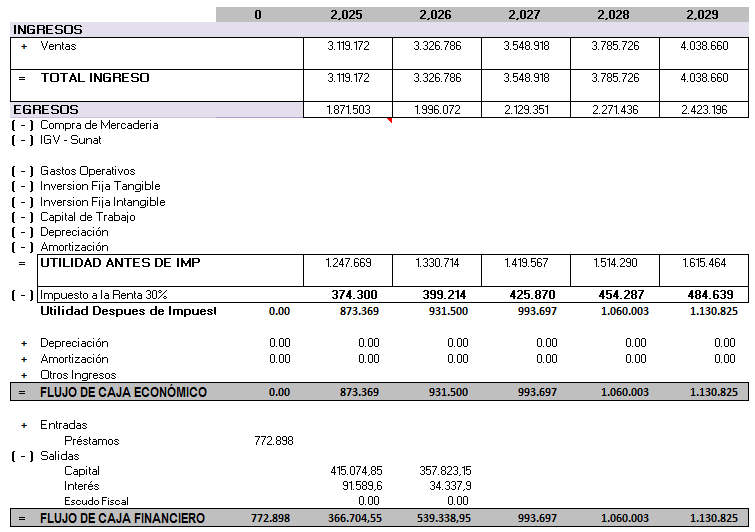 0 2,025 2,026 2,027 2,028 2,029
INGRESOS
+ Ventas 3.119.172 3.326.786 3.548.918 3.785.726 4.038.660
= TOTAL INGRESO 3.119.172 3.326.786 3.548.918 3.785.726 4.038.660
EGRESOS 1.871.503 1.996.072 2.129.351 2.271.436 2.423.196
( - ) Compra de Mercaderia
( - ) IGV - Sunat
( - ) Gastos Operativos
( - ) Inversion Fija Tangible
( - ) Inversion Fija Intangible
( - ) Capital de Trabajo
( - ) Depreciación
( - ) Amortización
= UTILIDAD ANTES DE IMP 1.247.669 1.330.714 1.419.567 1.514.290 1.615.464
( - ) Impuesto a la Renta 30% 374.300 399.214 425.870 454.287 484.639
Utilidad Despues de Impuest 0.00 873.369 931.500 993.697 1.060.003 1.130.825
+ Depreciación 0.00 0.00 0.00 0.00 0.00
+ Amortización 0.00 0.00 0.00 0.00 0.00
+ Otros Ingresos
= FLUJO DE CAJA ECONÓMICO 0.00 873.369 931.500 993.697 1.060.003 1.130.825
+ Entradas
Préstamos 772.898
( - ) Salidas
Capital 415.074,85 357.823,15
Interés 91.589,6 34.337,9
Escudo Fiscal 0.00 0.00
= FLUJO DE CAJA FINANCIERO 772.898 366.704,55 539.338,95 993.697 1.060.003 1.130.825